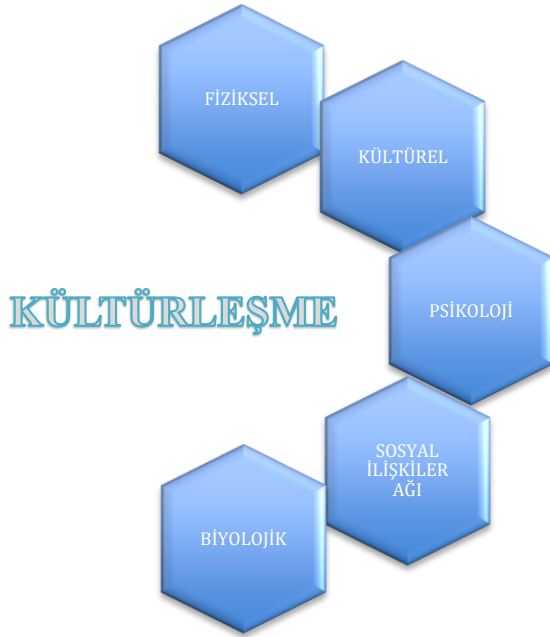 FİZİKSEL
KÜLTÜREL
KÜLTÜRLEŞME
PSİKOLOJİ
SOSYAL
İLİŞKİLER
AĞI
BİYOLOJİK